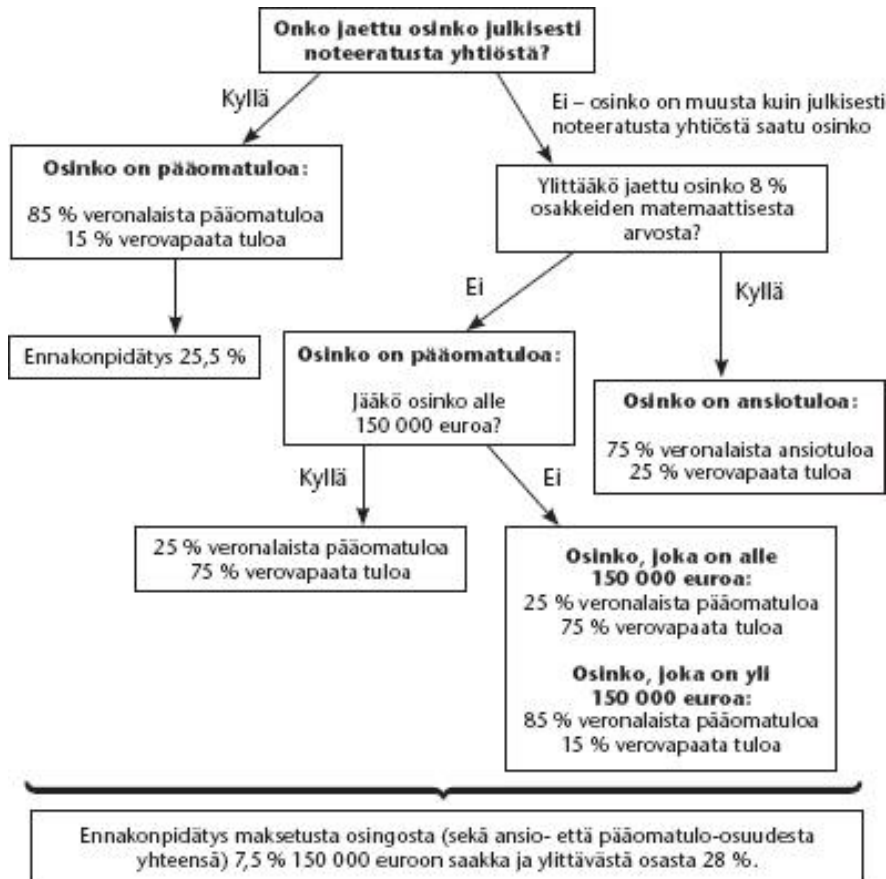 Onko jaettu osinko julkisesti
noteeratusta yhtiöstä?
Kyllä
Ei – osinko on muusta kuin julkisesti
noteeratusta yhtiöstä saatu osinko
Osinko on pääomatuloa:
85 % veronalaista pääomatuloa
15 % verovapaata tuloa
Ylittääkö jaettu osinko 8 %
osakkeiden matemaattisesta
arvosta?
Ei
Kyllä
Ennakonpidätys 25,5 %
Osinko on pääomatuloa:
Jääkö osinko alle
150 000 euroa?
Osinko on ansiotuloa:
75 % veronalaista ansiotuloa
25 % verovapaata tuloa
Kyllä
Ei
25 % veronalaista pääomatuloa
75 % verovapaata tuloa
Osinko, joka on alle
150 000 euroa:
25 % veronalaista pääomatuloa
75 % verovapaata tuloa
Osinko, joka on yli
150 000 euroa:
85 % veronalaista pääomatuloa
15 % verovapaata tuloa
Ennakonpidätys maksetusta osingosta (sekä ansio- että pääomatulo-osuudesta
yhteensä) 7,5 % 150 000 euroon saakka ja ylittävästä osasta 28 %.